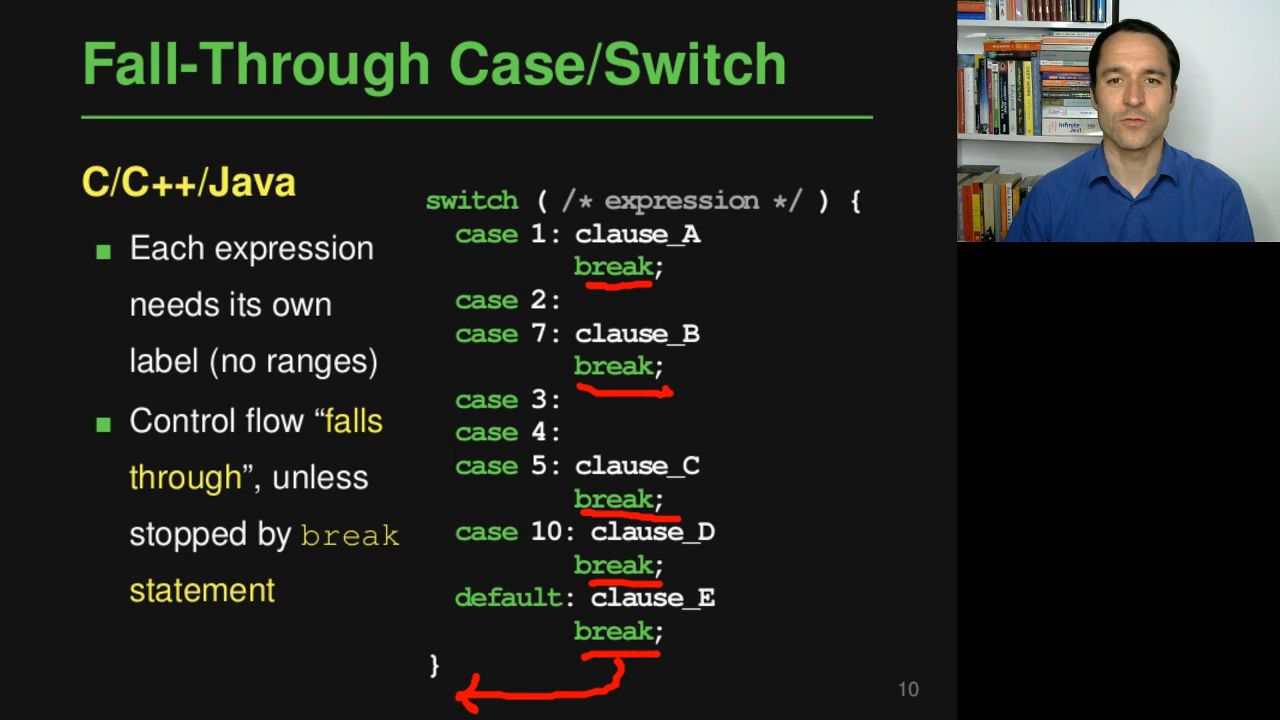 Fall-Through Case/Switch
C/C++/Java
■ Each expression
needs its own
label (no ranges)
■ Control flow “falls
through”, unless
stopped by break
statement
switch ( /* expression */ ) {
case 1: clause_A
break;
case 2:
case 7: clause_B
break;
case 3:
case 4:
case 5: clause_C
break;
case 10: clause_D
break;
default: clause_E
break;
}
10
Infinite
Jest